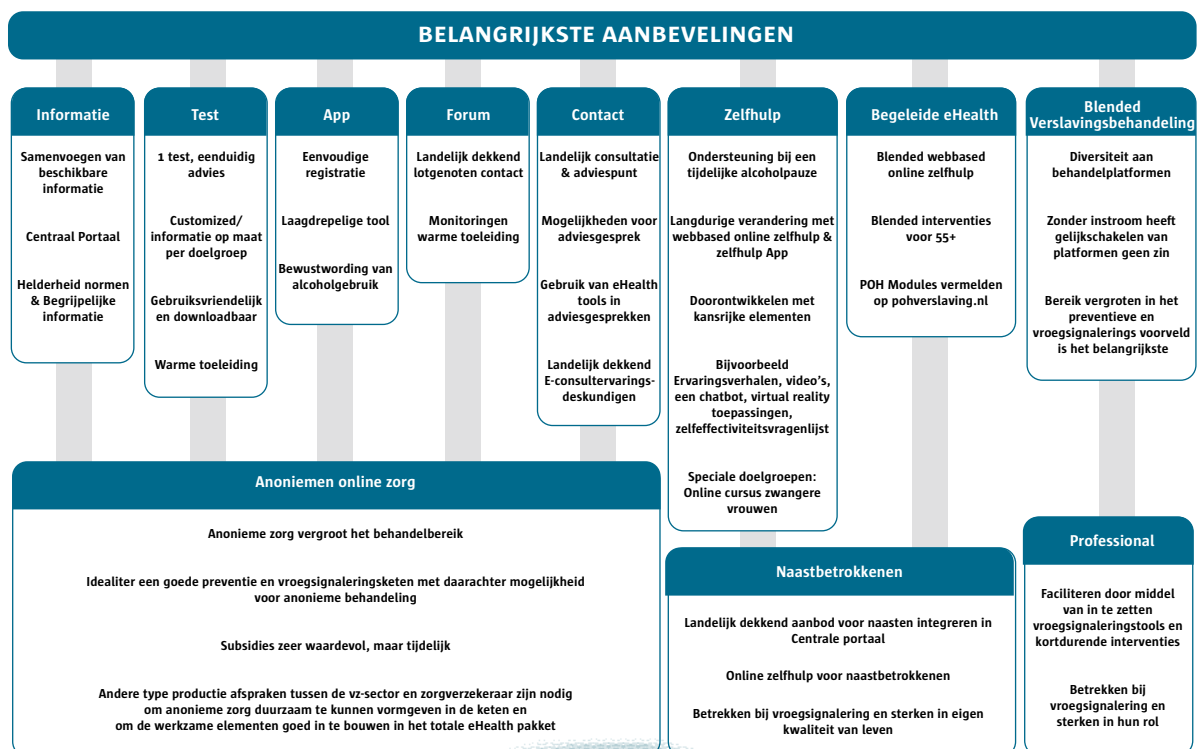 BELANGRIJKSTE AANBEVELINGEN
Informatie
Samenvoegen van
beschikbare
informatie
Centraal Portaal
Helderheid normen
& Begrijpelijke
informatie
Test
1 test, eenduidig
advies
Customized/
informatie op maat
per doelgroep
Gebruiksvriendelijk
en downloadbaar
Warme toeleiding
App
Eenvoudige
registratie
Laagdrepelige tool
Bewustwording van
alcoholgebruik
Forum
Landelijk dekkend
lotgenoten contact
Monitoringen
warme toeleiding
Contact
Landelijk consultatie
& adviespunt
Mogelijkheden voor
adviesgesprek
Gebruik van eHealth
tools in
adviesgesprekken
Landelijk dekkend
E-consultervarings-
deskundigen
Zelfhulp
Ondersteuning bij een
tijdelijke alcoholpauze
Langdurige verandering met
webbased online zelfhulp &
zelfhulp App
Doorontwikkelen met
kansrijke elementen
Bijvoorbeeld
Ervaringsverhalen, video’s,
een chatbot, virtual reality
toepassingen,
zelfeffectiviteitsvragenlijst
Speciale doelgroepen:
Online cursus zwangere
vrouwen
Begeleide eHealth
Blended webbased
online zelfhulp
Blended interventies
voor 55+
POH Modules vermelden
op pohverslaving.nl
Blended
Verslavingsbehandeling
Diversiteit aan
behandelplatformen
Zonder instroom heeft
gelijkschakelen van
platformen geen zin
Bereik vergroten in het
preventieve en
vroegsignalerings voorveld
is het belangrijkste
Anoniemen online zorg
Anonieme zorg vergroot het behandelbereik
Idealiter een goede preventie en vroegsignaleringsketen met daarachter mogelijkheid
voor anonieme behandeling
Subsidies zeer waardevol, maar tijdelijk
Andere type productie afspraken tussen de vz-sector en zorgverzekeraar zijn nodig
om anonieme zorg duurzaam te kunnen vormgeven in de keten en
om de werkzame elementen goed in te bouwen in het totale eHealth pakket
Naastbetrokkenen
Landelijk dekkend aanbod voor naasten integreren in
Centrale portaal
Online zelfhulp voor naastbetrokkenen
Betrekken bij vroegsignalering en sterken in eigen
kwaliteit van leven
Professional
Faciliteren door middel
van in te zetten
vroegsignaleringstools en
kortdurende interventies
Betrekken bij
vroegsignalering en
sterken in hun rol